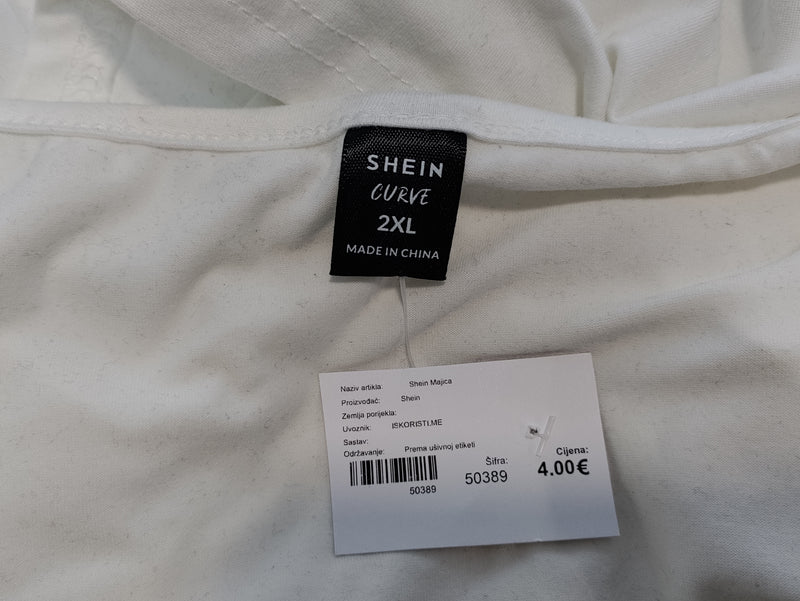 SHEIN
CURVE
2XL
MADE IN CHINA
Naziv artikla: Shein Majica
Proizvođač: Shein
Zemlja porijekla:
Uvoznik: ISKORISTI.ME
Sastav:
Održavanje: Prema ušivnoj etiketi
50389
Šifra:
50389
Cijena:
4.00€